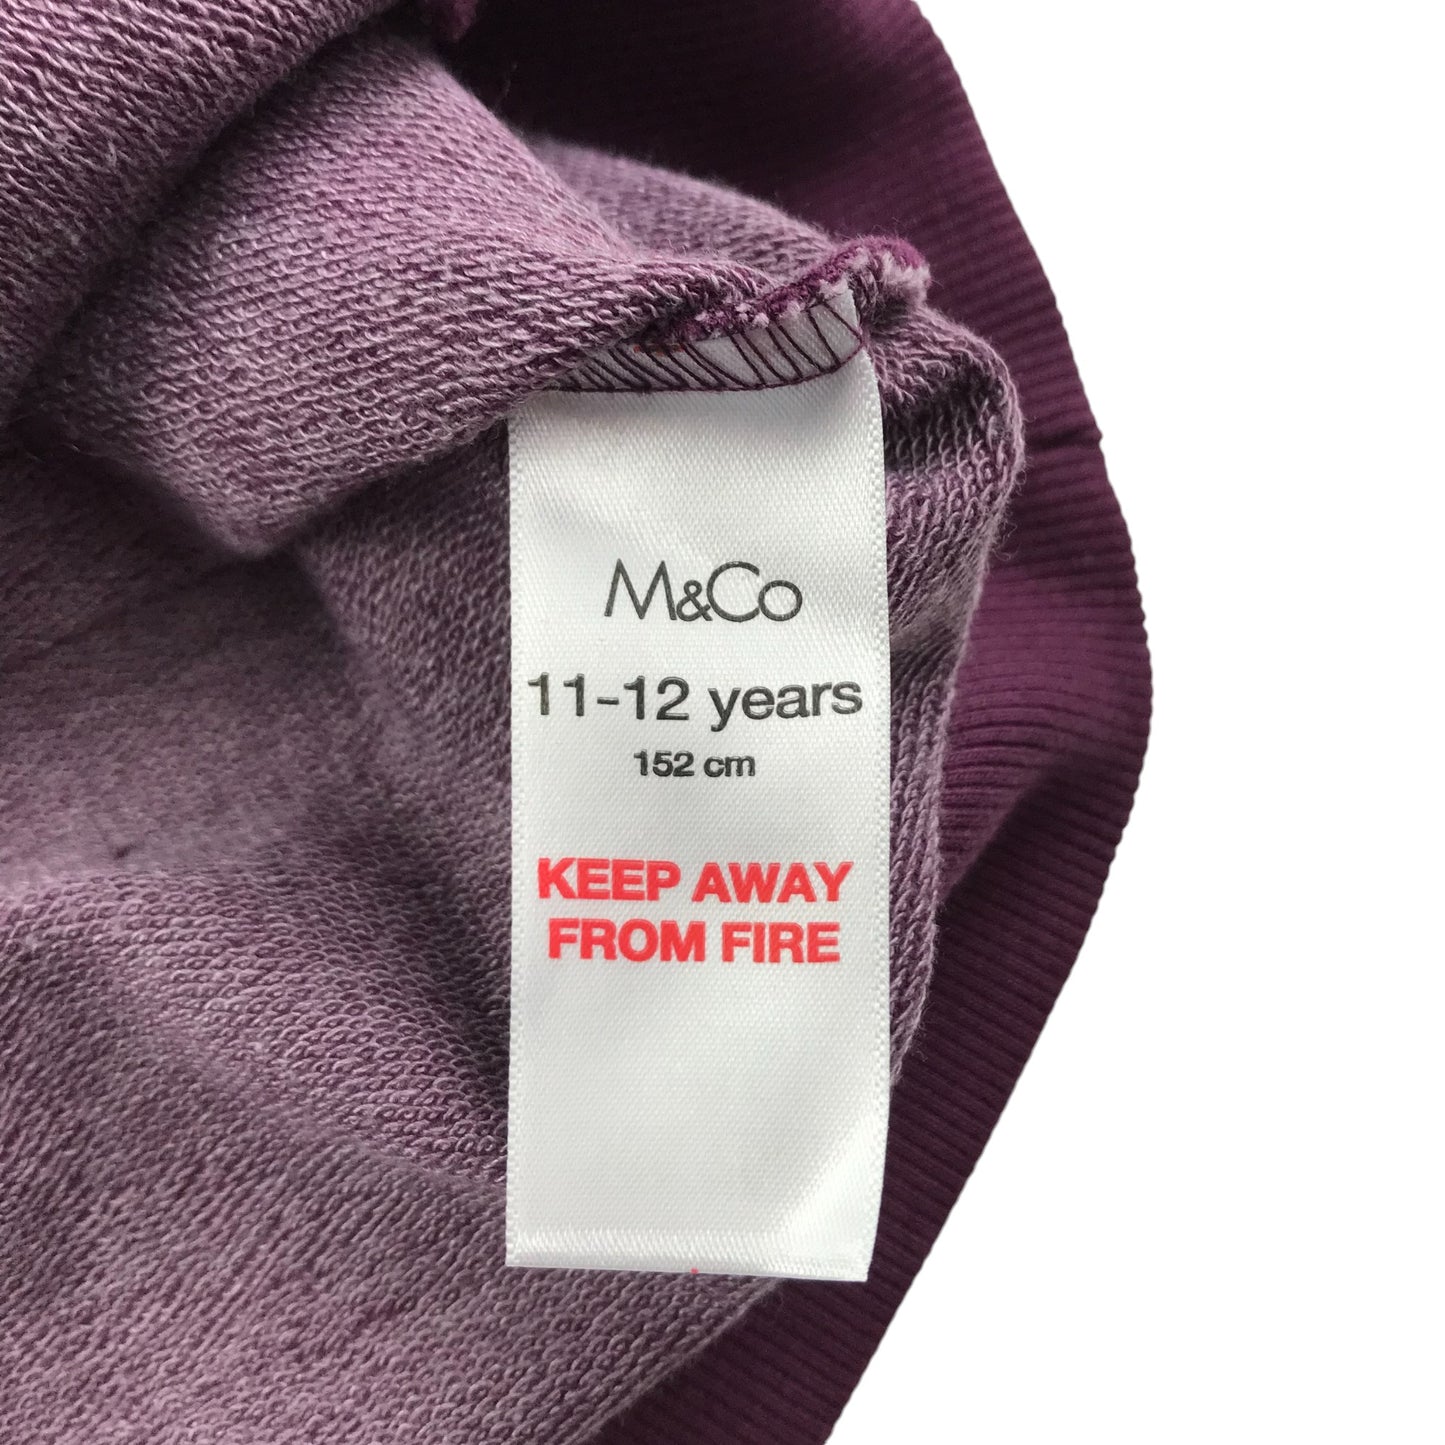 M&Co
11-12 years
152 cm
KEEP AWAY
FROM FIRE